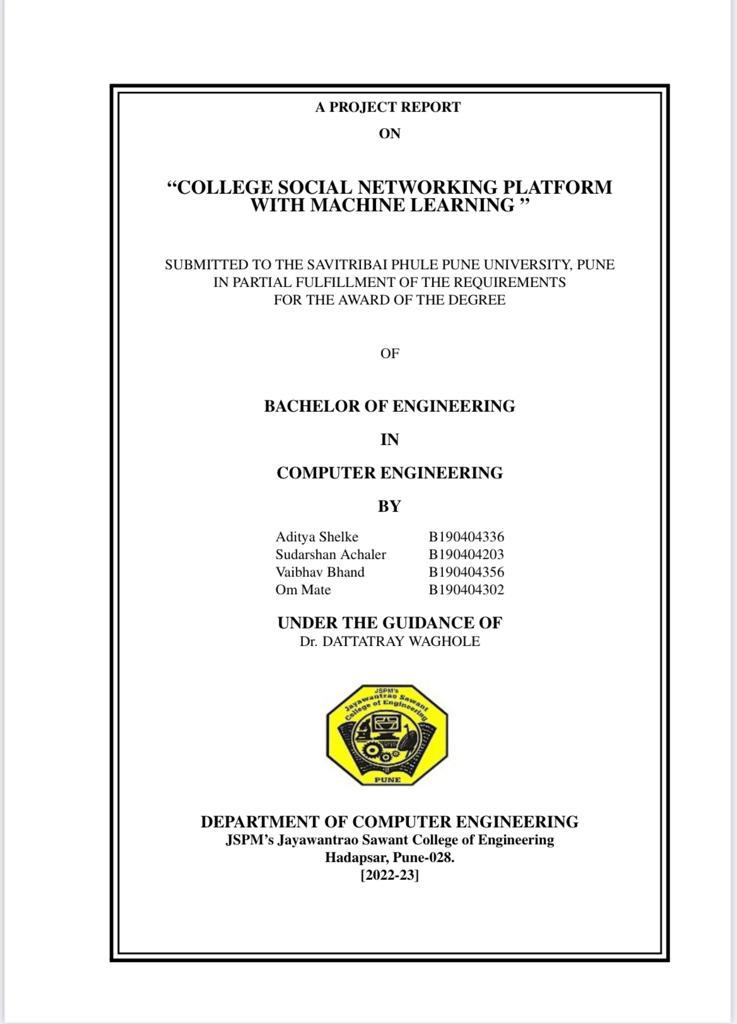 A PROJECT REPORT
ON
“COLLEGE SOCIAL NETWORKING PLATFORM
WITH MACHINE LEARNING ”
SUBMITTED TO THE SAVITRIBAI PHULE PUNE UNIVERSITY, PUNE
IN PARTIAL FULFILLMENT OF THE REQUIREMENTS
FOR THE AWARD OF THE DEGREE
OF
BACHELOR OF ENGINEERING
IN
COMPUTER ENGINEERING
BY
Aditya Shelke B190404336
Sudarshan Achaler B190404203
Vaibhav Bhand B190404356
Om Mate B190404302
UNDER THE GUIDANCE OF
Dr. DATTATRAY WAGHOLE
JSPM's
Jayawantrao Sawant
College of Engineering
PUNE
DEPARTMENT OF COMPUTER ENGINEERING
JSPM’s Jayawantrao Sawant College of Engineering
Hadapsar, Pune-028.
[2022-23]